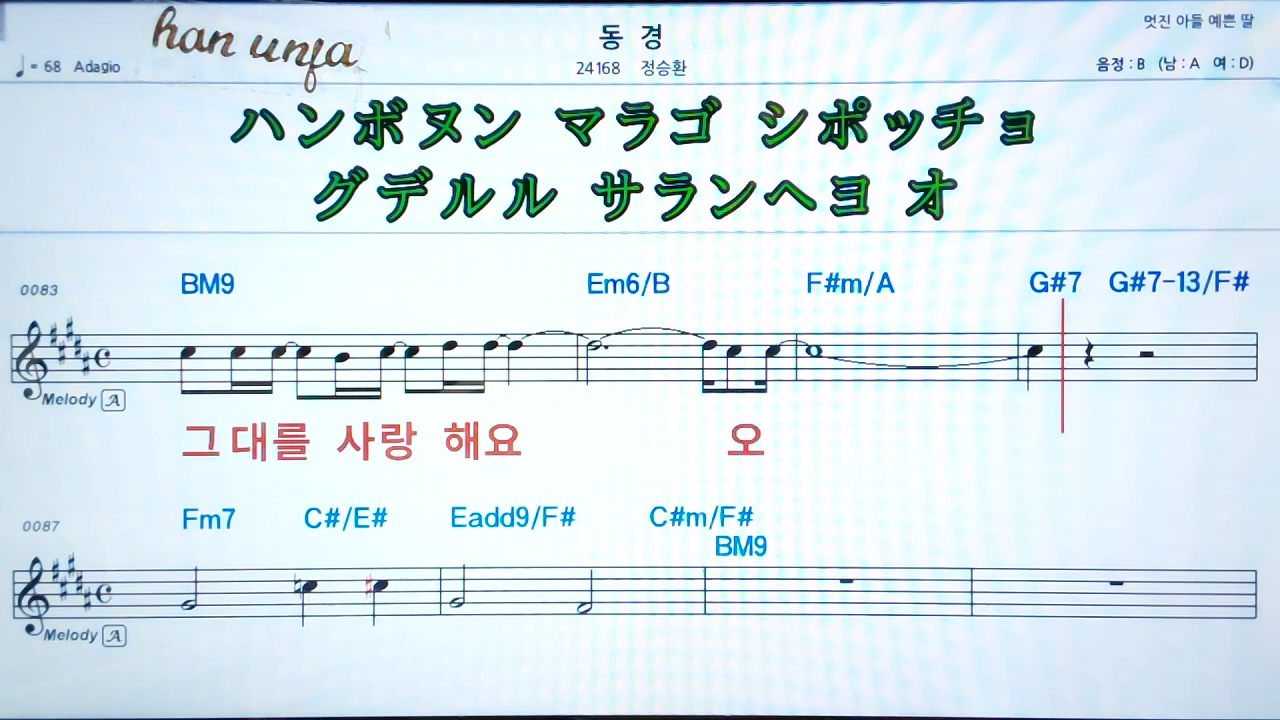 han unja
동 경
멋진 아들 예쁜 딸
♩= 68 Adagio
24168 정승환
음정 : B (남 : A 여 : D)
ハンボヌン マラゴ シポッチョ
グデルル サランヘヨ オ
0083
BM9 Em6/B F#m/A G#7 G#7-13/F#
Melody A
그대를 사랑 해요 오
0087
Fm7 C#/E# Eadd9/F# C#m/F#
BM9
Melody A